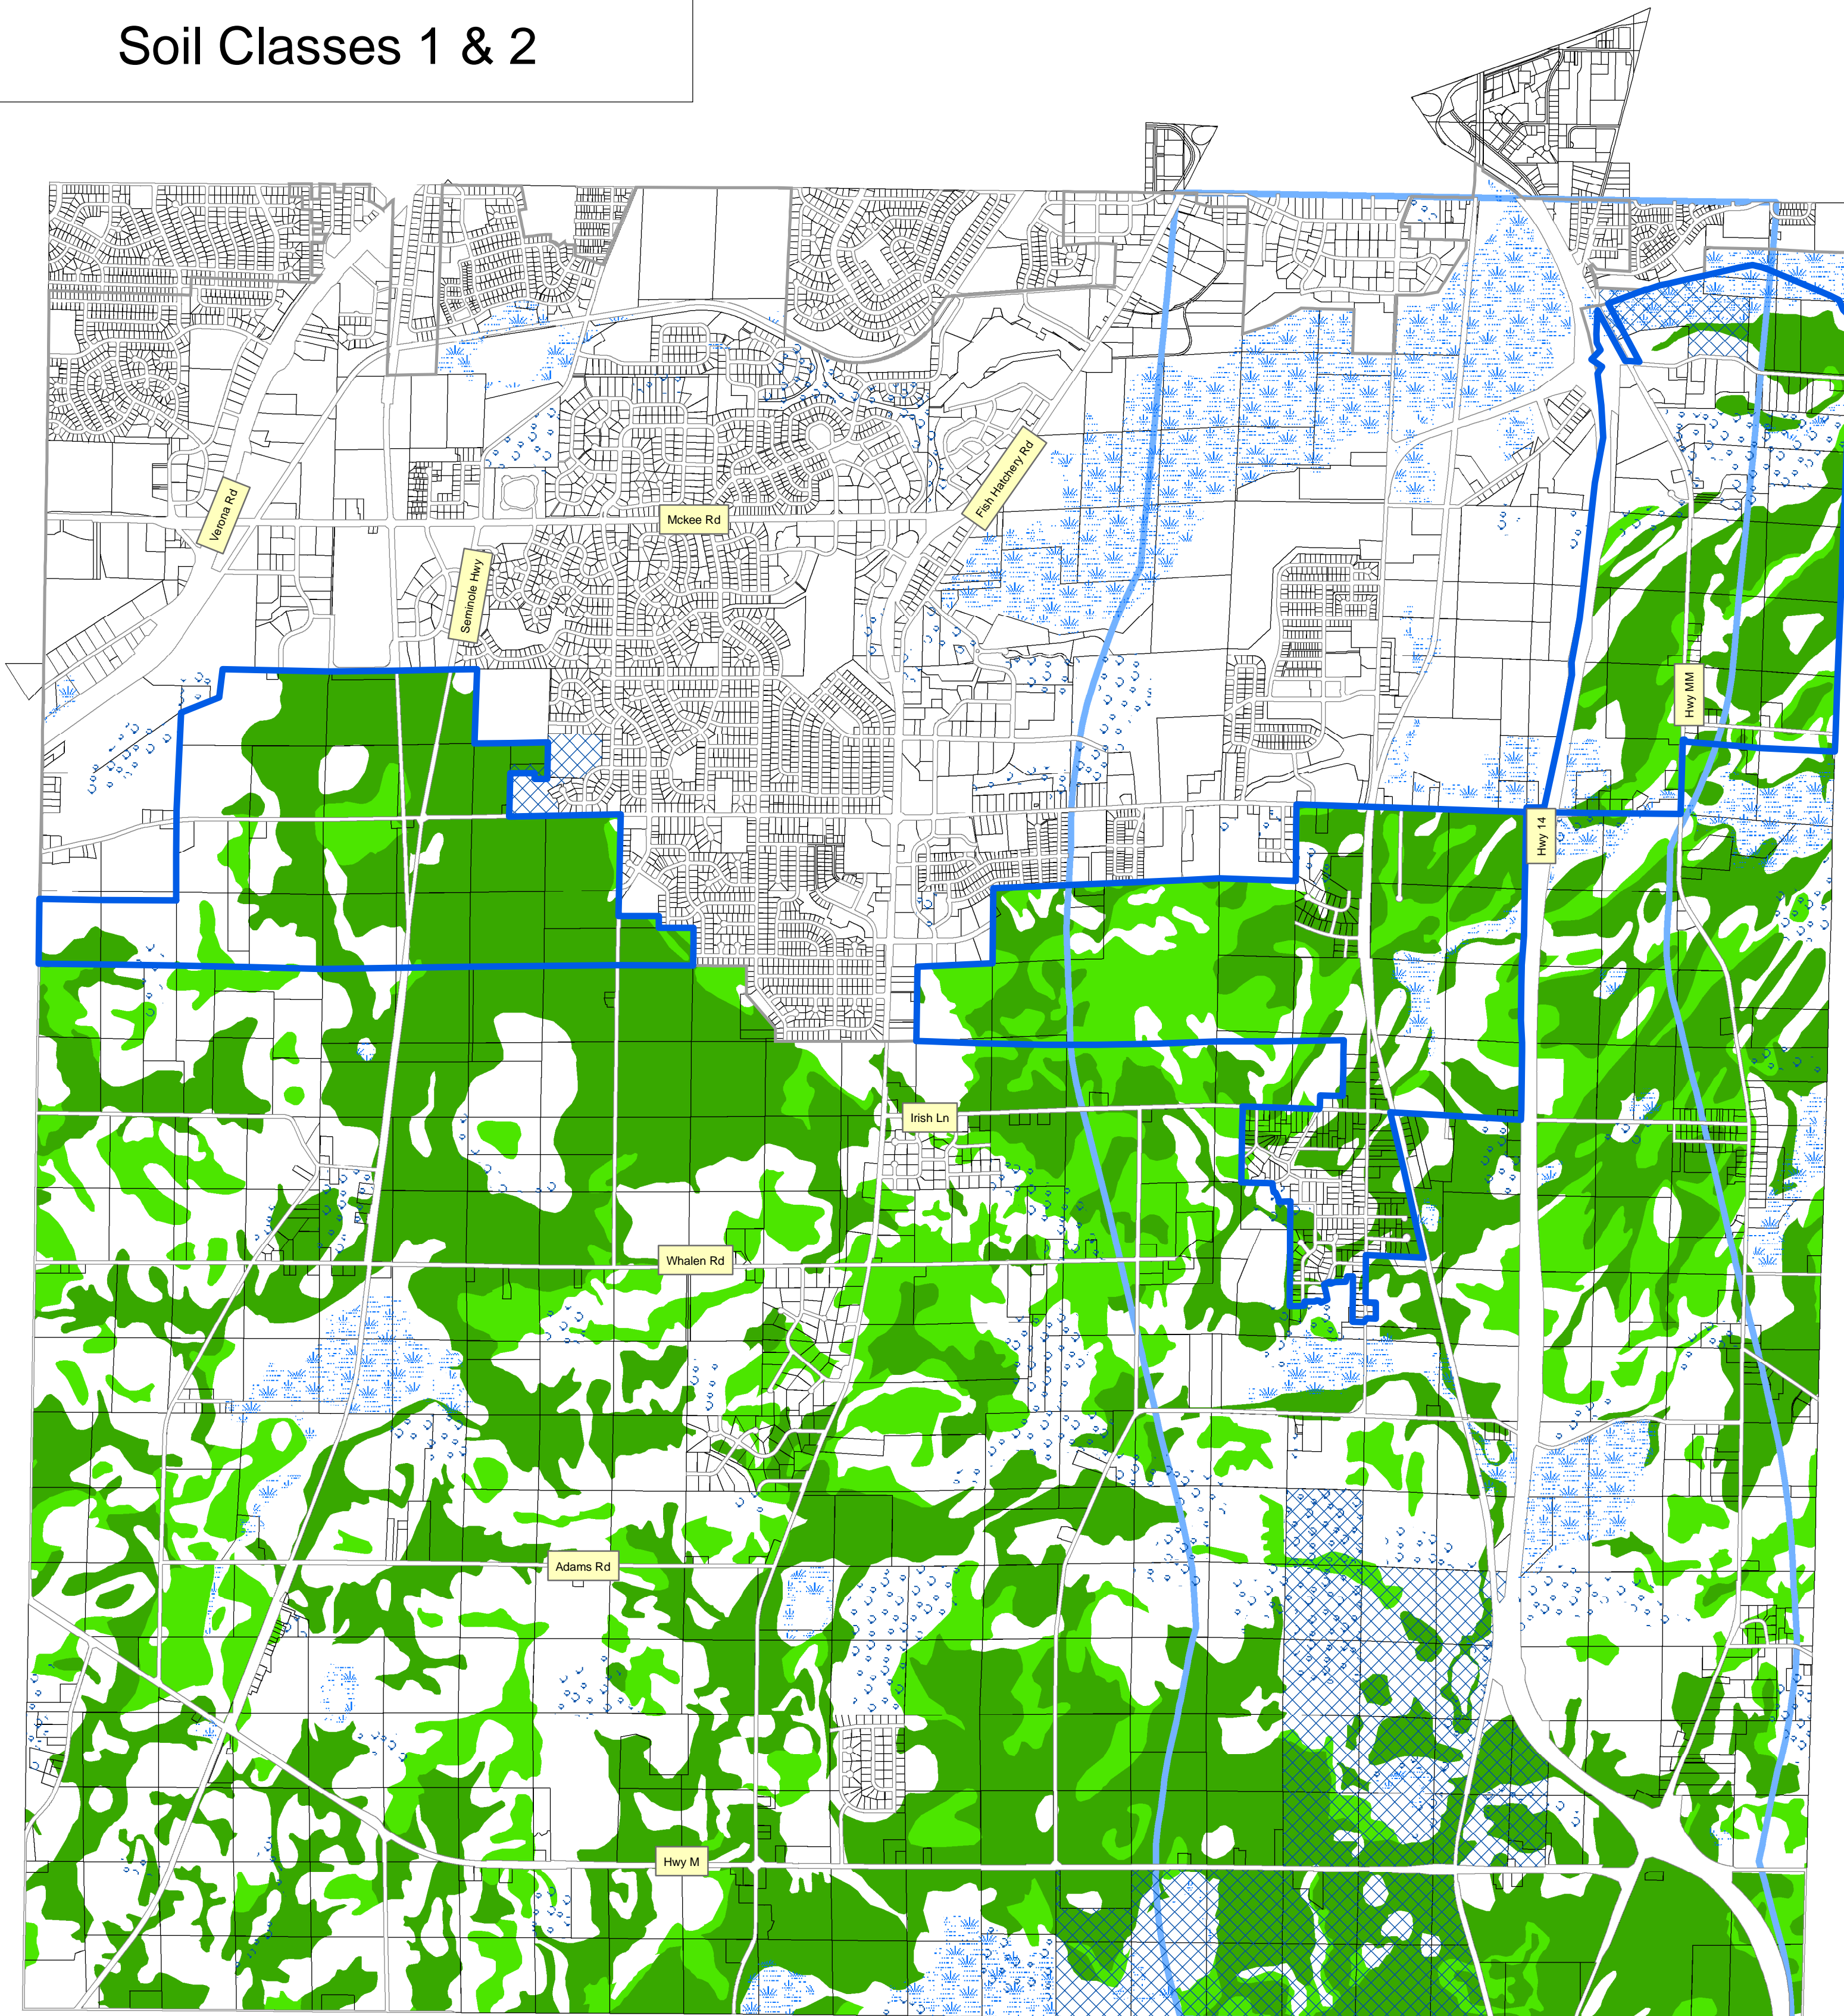 Soil Classes 1 & 2
Verona Rd
Mckee Rd
Fish Hatchery Rd
Seminole Hwy
Hwy MM
Hwy 14
Irish Ln
Whalen Rd
Adams Rd
Hwy M